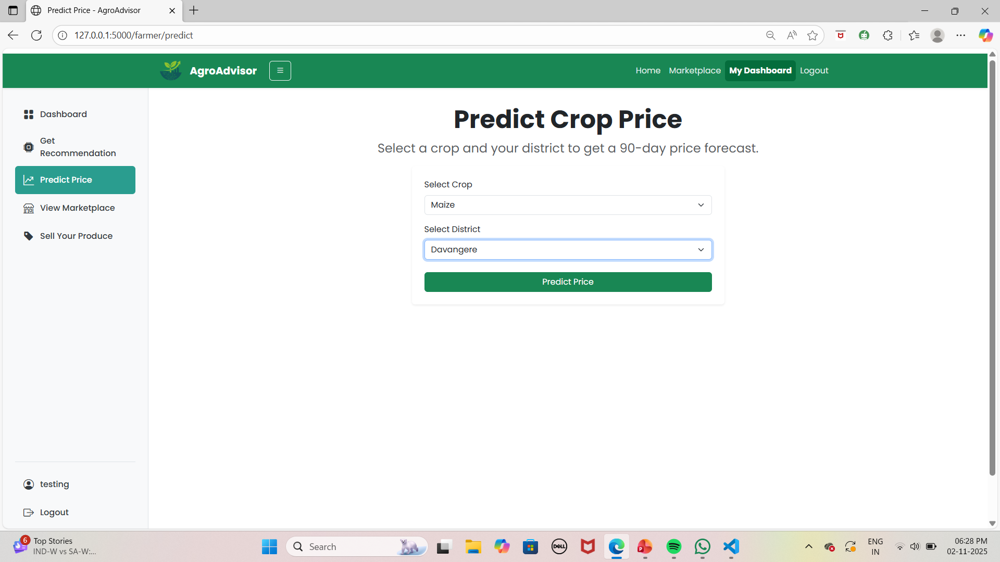 Predict Price - AgroAdvisor
127.0.0.1:5000/farmer/predict
AgroAdvisor
Home
Marketplace
My Dashboard
Logout
Dashboard
Get
Recommendation
Predict Price
View Marketplace
Sell Your Produce
testing
Logout
Predict Crop Price
Select a crop and your district to get a 90-day price forecast.
Select Crop
Maize
Select District
Davangere
Predict Price
6
Top Stories
IND-W vs SA-W:...
Search
DELL
P
ENG
IN
06:28 PM
02-11-2025